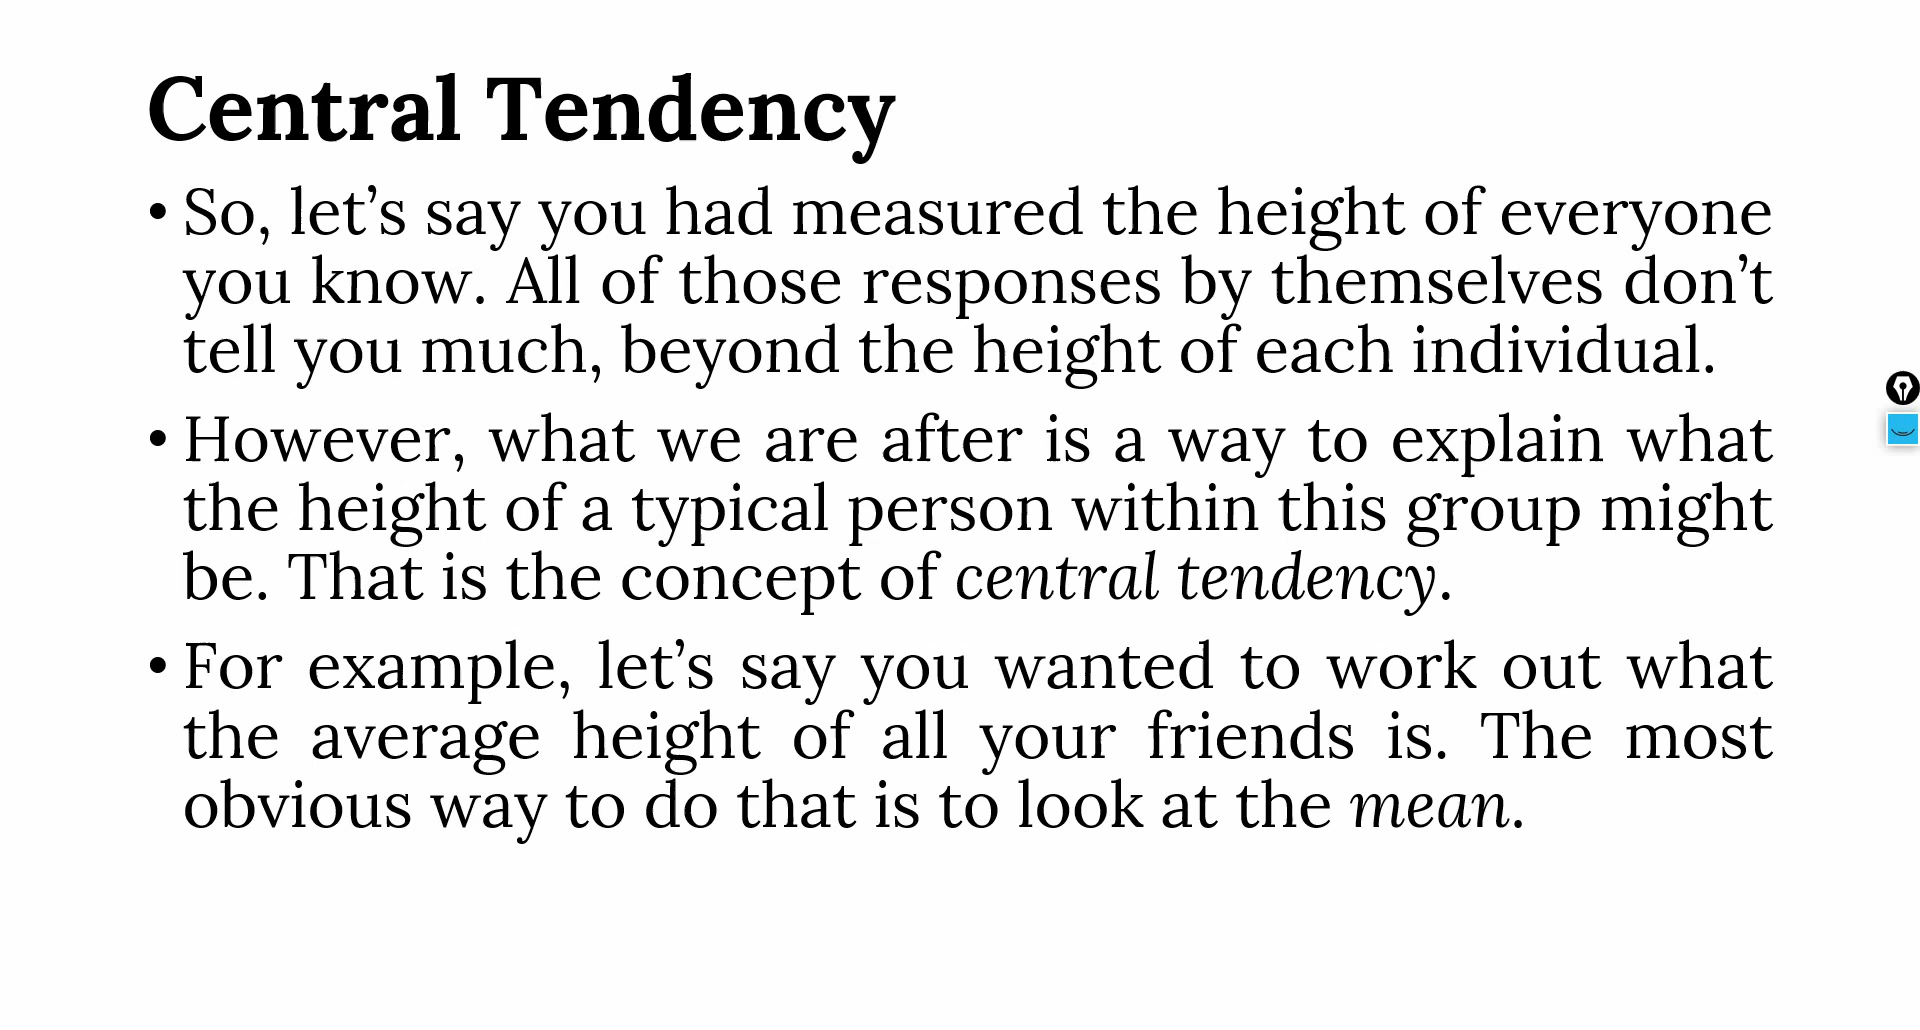 Central Tendency
• So, let’s say you had measured the height of everyone
you know. All of those responses by themselves don’t
tell you much, beyond the height of each individual.
• However, what we are after is a way to explain what
the height of a typical person within this group might
be. That is the concept of central tendency.
• For example, let’s say you wanted to work out what
the average height of all your friends is. The most
obvious way to do that is to look at the mean.